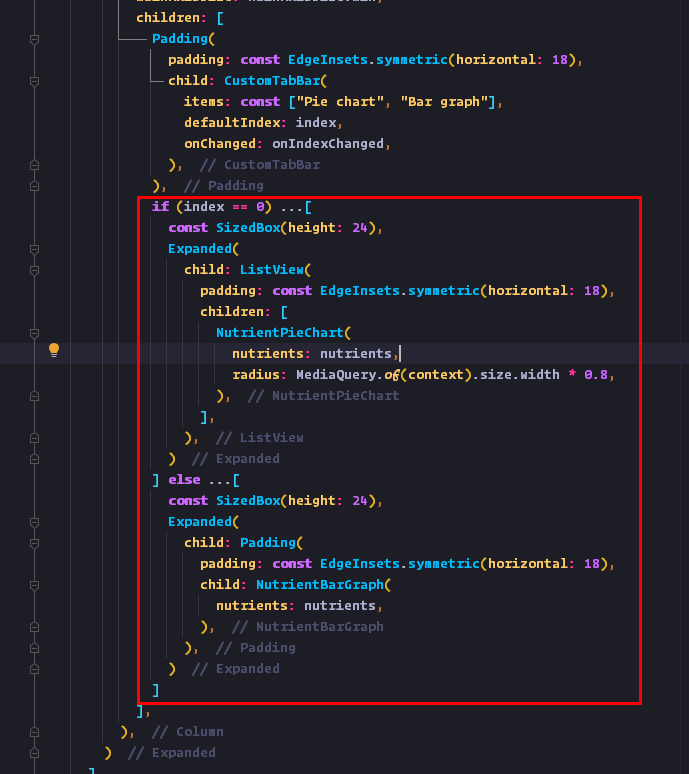 children: [
Padding(
padding: const EdgeInsets.symmetric(horizontal: 18),
child: CustomTabBar(
items: const ["Pie chart", "Bar graph"],
defaultIndex: index,
onChanged: onIndexChanged,
), // CustomTabBar
), // Padding
if (index == 0) ...[
const SizedBox(height: 24),
Expanded(
child: ListView(
padding: const EdgeInsets.symmetric(horizontal: 18),
children: [
NutrientPieChart(
nutrients: nutrients,
radius: MediaQuery.of(context).size.width * 0.8,
), // NutrientPieChart
],
), // ListView
) // Expanded
] else ...[
const SizedBox(height: 24),
Expanded(
child: Padding(
padding: const EdgeInsets.symmetric(horizontal: 18),
child: NutrientBarGraph(
nutrients: nutrients,
), // NutrientBarGraph
), // Padding
) // Expanded
]
],
), // Column
) // Expanded